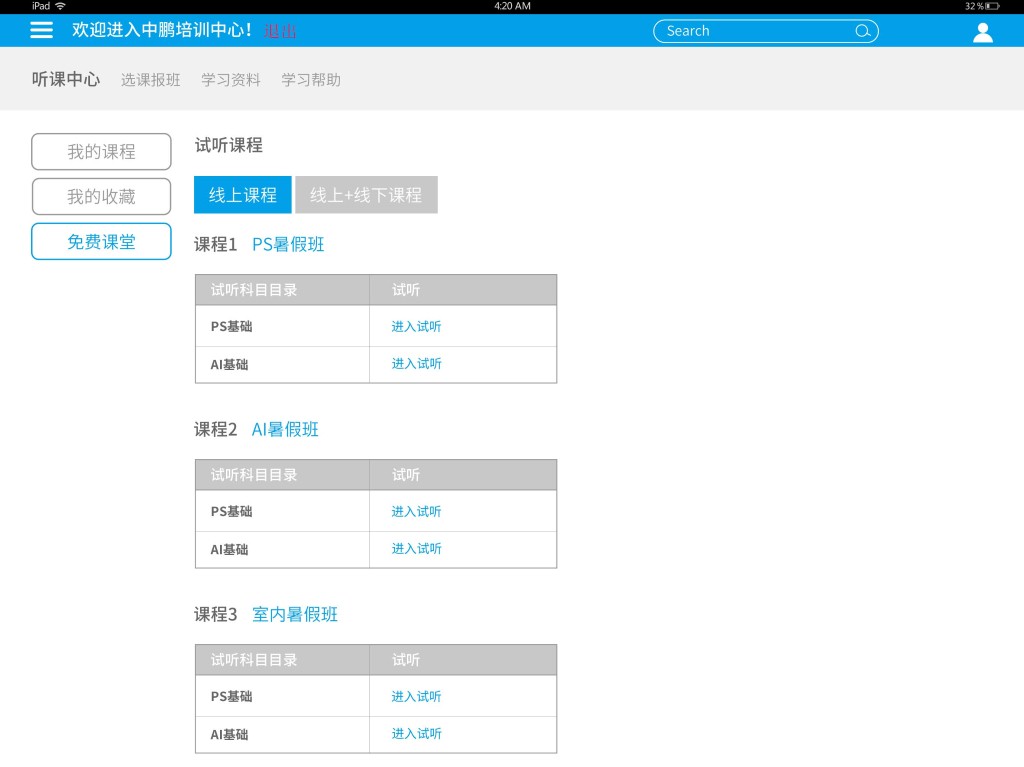 iPad 4:20 AM 32%
欢迎进入中鹏培训中心！ 退出 Search
听课中心 选课报班 学习资料 学习帮助
我的课程
我的收藏
免费课堂
试听课程
线上课程 线上+线下课程
课程1 PS暑假班
试听科目目录 试听
PS基础 进入试听
AI基础 进入试听
课程2 AI暑假班
试听科目目录 试听
PS基础 进入试听
AI基础 进入试听
课程3 室内暑假班
试听科目目录 试听
PS基础 进入试听
AI基础 进入试听